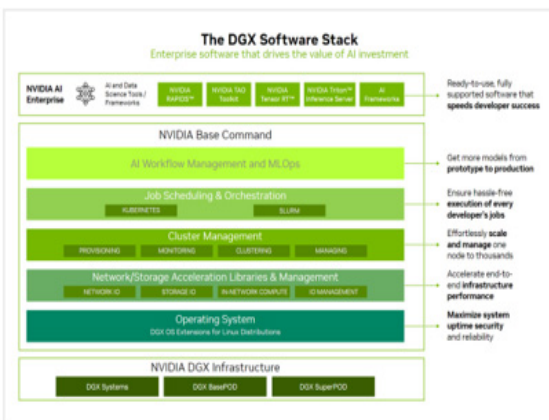 The DGX Software Stack
Enterprise software that drives the value of AI investment
NVIDIA AI
Enterprise
AI and Data
Science Tools /
Frameworks
NVIDIA
RAPIDS™
NVIDIA TAO
Toolkit
NVIDIA
Tensor RT™
NVIDIA Triton™
Inference Server
AI
Frameworks
Ready-to-use, fully
supported software that
speeds developer success
NVIDIA Base Command
AI Workflow Management and MLOps
Get more models from
prototype to production
Job Scheduling & Orchestration
KUBERNETES
SLURM
Ensure hassle-free
execution of every
developer's jobs
Cluster Management
PROVISIONING
MONITORING
CLUSTERING
MANAGING
Effortlessly scale
and manage one
node to thousands
Network/Storage Acceleration Libraries & Management
NETWORK IO
STORAGE IO
IN-NETWORK COMPUTE
IO MANAGEMENT
Accelerate end-to-
end infrastructure
performance
Operating System
DGX OS Extensions for Linux Distributions
Maximize system
uptime security
and reliability
NVIDIA DGX Infrastructure
DGX Systems
DGX BasePOD
DGX SuperPOD